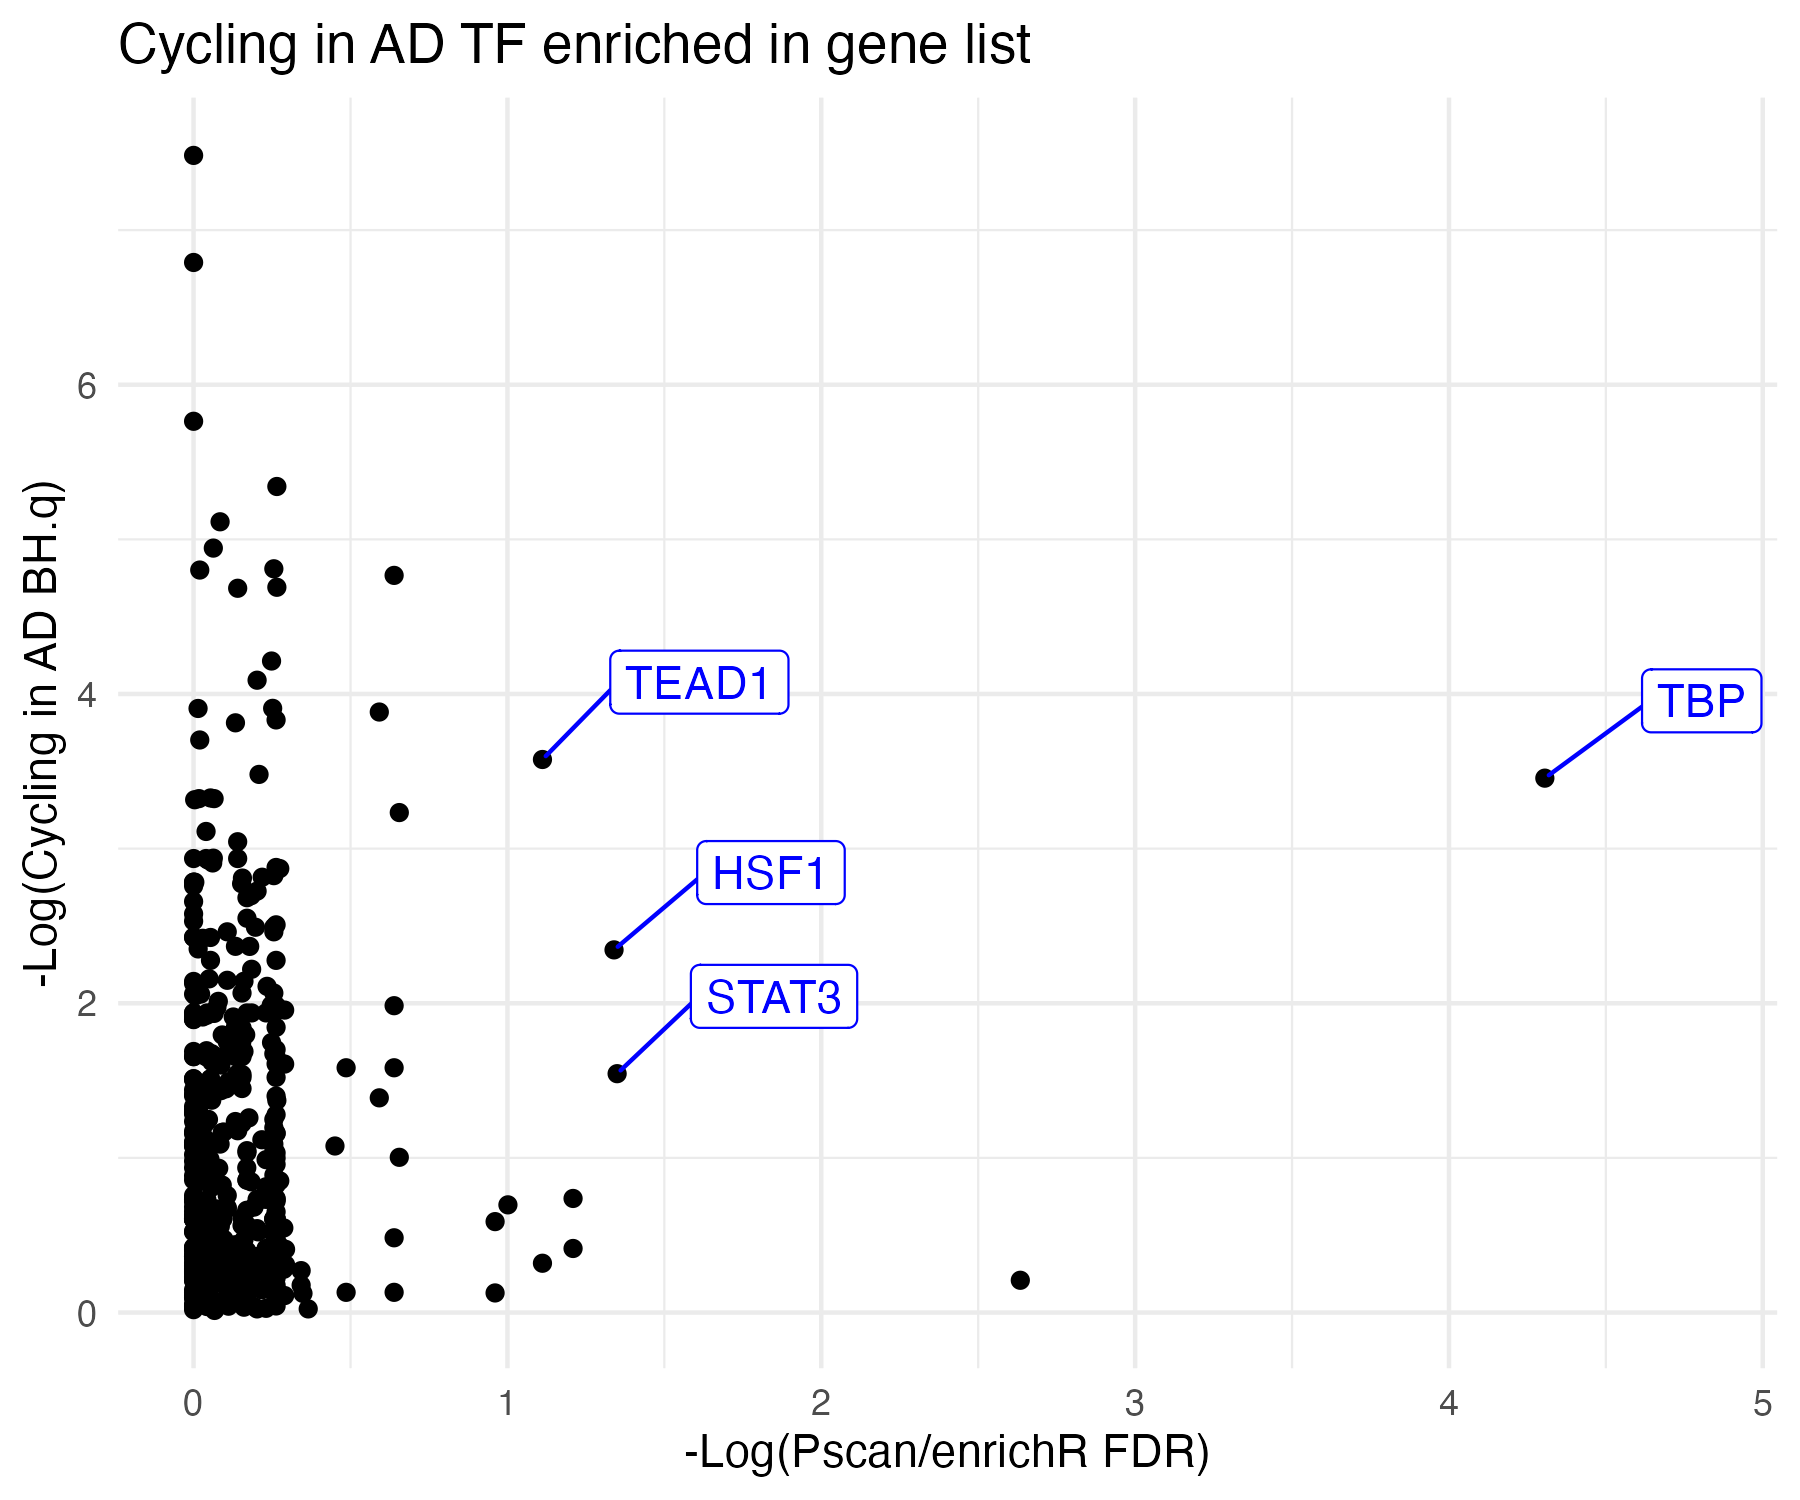 Cycling in AD TF enriched in gene list
-Log(Cycling in AD BH.q)
6
4
2
0
TEAD1
TBP
HSF1
STAT3
0 1 2 3 4 5
-Log(Pscan/enrichR FDR)